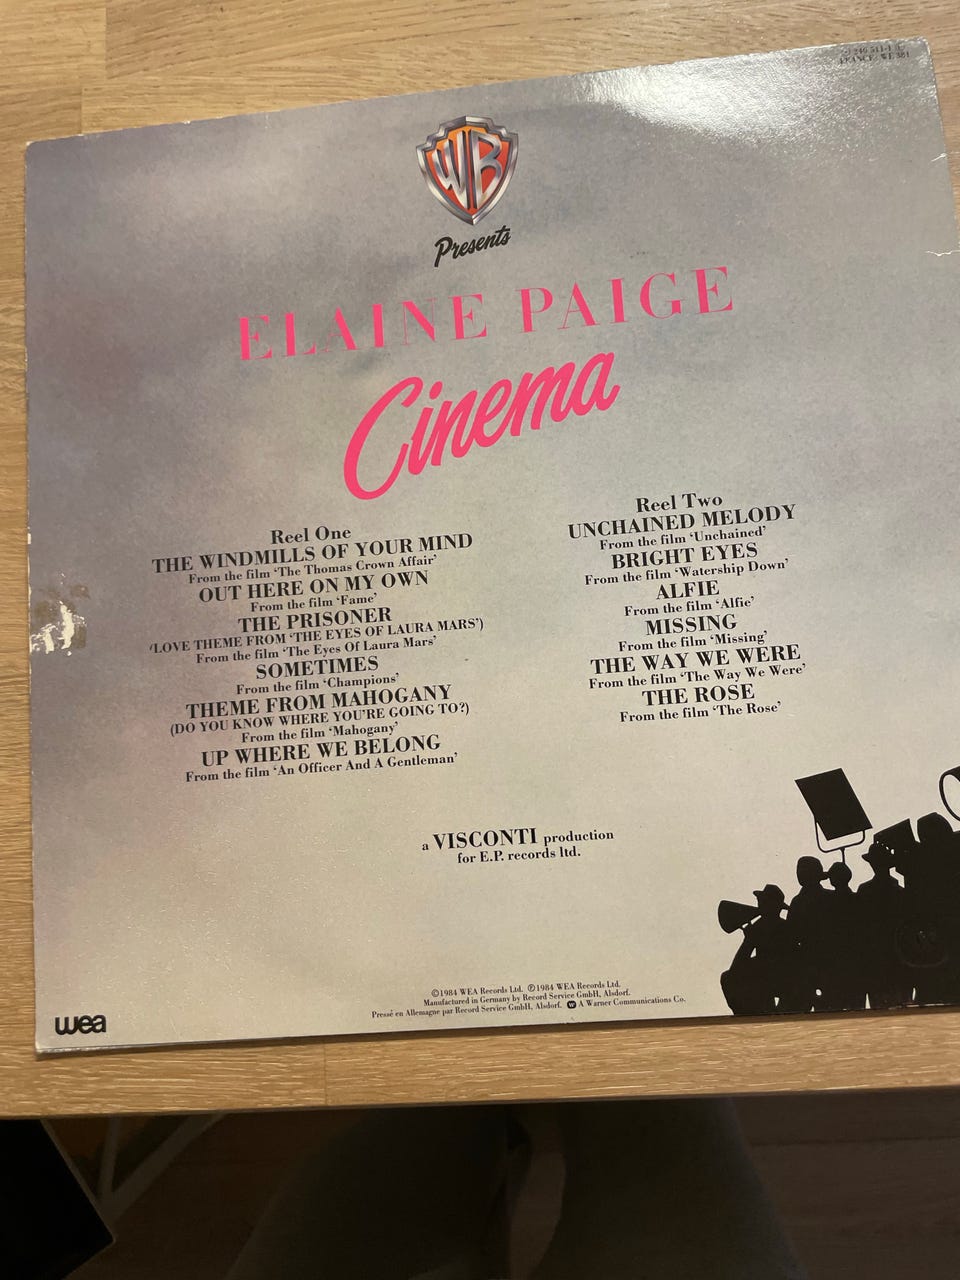 240 511-1
FRANCE: WE 381
WB
Presents
ELAINE PAIGE
Cinema
Reel One
THE WINDMILLS OF YOUR MIND
From the film ‘The Thomas Crown Affair’
OUT HERE ON MY OWN
From the film ‘Fame’
THE PRISONER
(LOVE THEME FROM ‘THE EYES OF LAURA MARS’)
From the film ‘The Eyes Of Laura Mars’
SOMETIMES
From the film ‘Champions’
THEME FROM MAHOGANY
(DO YOU KNOW WHERE YOU'RE GOING TO?)
From the film ‘Mahogany’
UP WHERE WE BELONG
From the film ‘An Officer And A Gentleman’
Reel Two
UNCHAINED MELODY
From the film ‘Unchained’
BRIGHT EYES
From the film ‘Watership Down’
ALFIE
From the film ‘Alfie’
MISSING
From the film ‘Missing’
THE WAY WE WERE
From the film ‘The Way We Were’
THE ROSE
From the film ‘The Rose’
a VISCONTI production
for E.P. records ltd.
©1984 WEA Records Ltd. ℗1984 WEA Records Ltd.
Manufactured in Germany by Record Service GmbH, Alsdorf.
Pressé en Allemagne par Record Service GmbH, Alsdorf. A Warner Communications Co.
wea